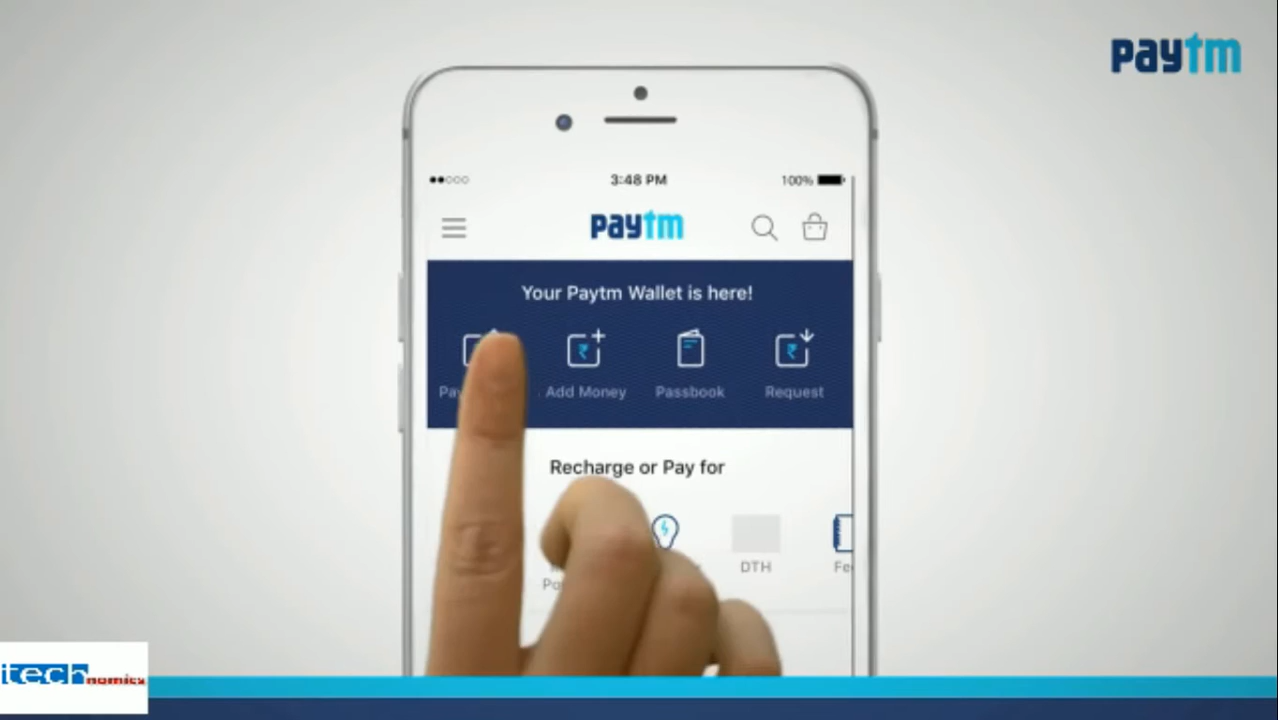 paytm
3:48 PM
100%
paytm
Your Paytm Wallet is here!
Add Money Passbook Request
Recharge or Pay for
DTH
itechnomics